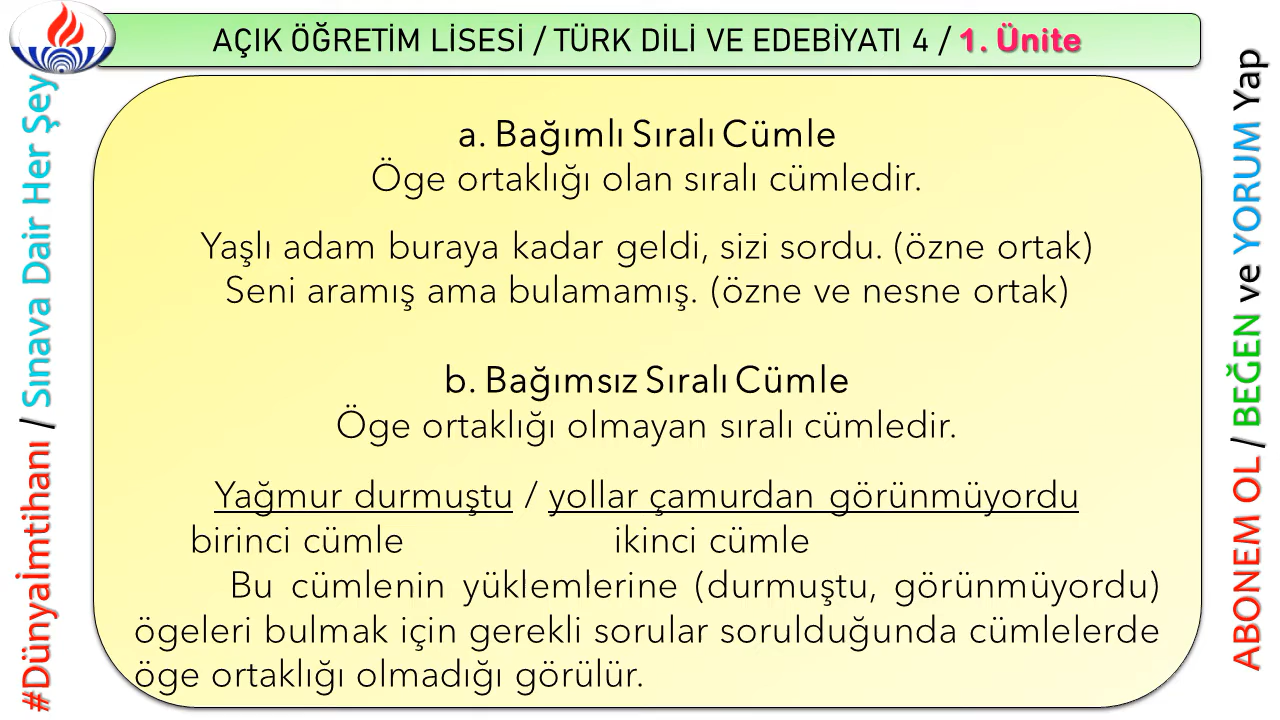 AÇIK ÖĞRETİM LİSESİ / TÜRK DİLİ VE EDEBİYATI 4 / 1. Ünite
#Dünyaİmtihanı / Sınava Dair Her Şey
a. Bağımlı Sıralı Cümle
Öge ortaklığı olan sıralı cümledir.
Yaşlı adam buraya kadar geldi, sizi sordu. (özne ortak)
Seni aramış ama bulamamış. (özne ve nesne ortak)
b. Bağımsız Sıralı Cümle
Öge ortaklığı olmayan sıralı cümledir.
Yağmur durmuştu / yollar çamurdan görünmüyordu
birinci cümle ikinci cümle
Bu cümlenin yüklemlerine (durmuştu, görünmüyordu)
ögeleri bulmak için gerekli sorular sorulduğunda cümlelerde
öge ortaklığı olmadığı görülür.
ABONEM OL / BEĞEN ve YORUM Yap